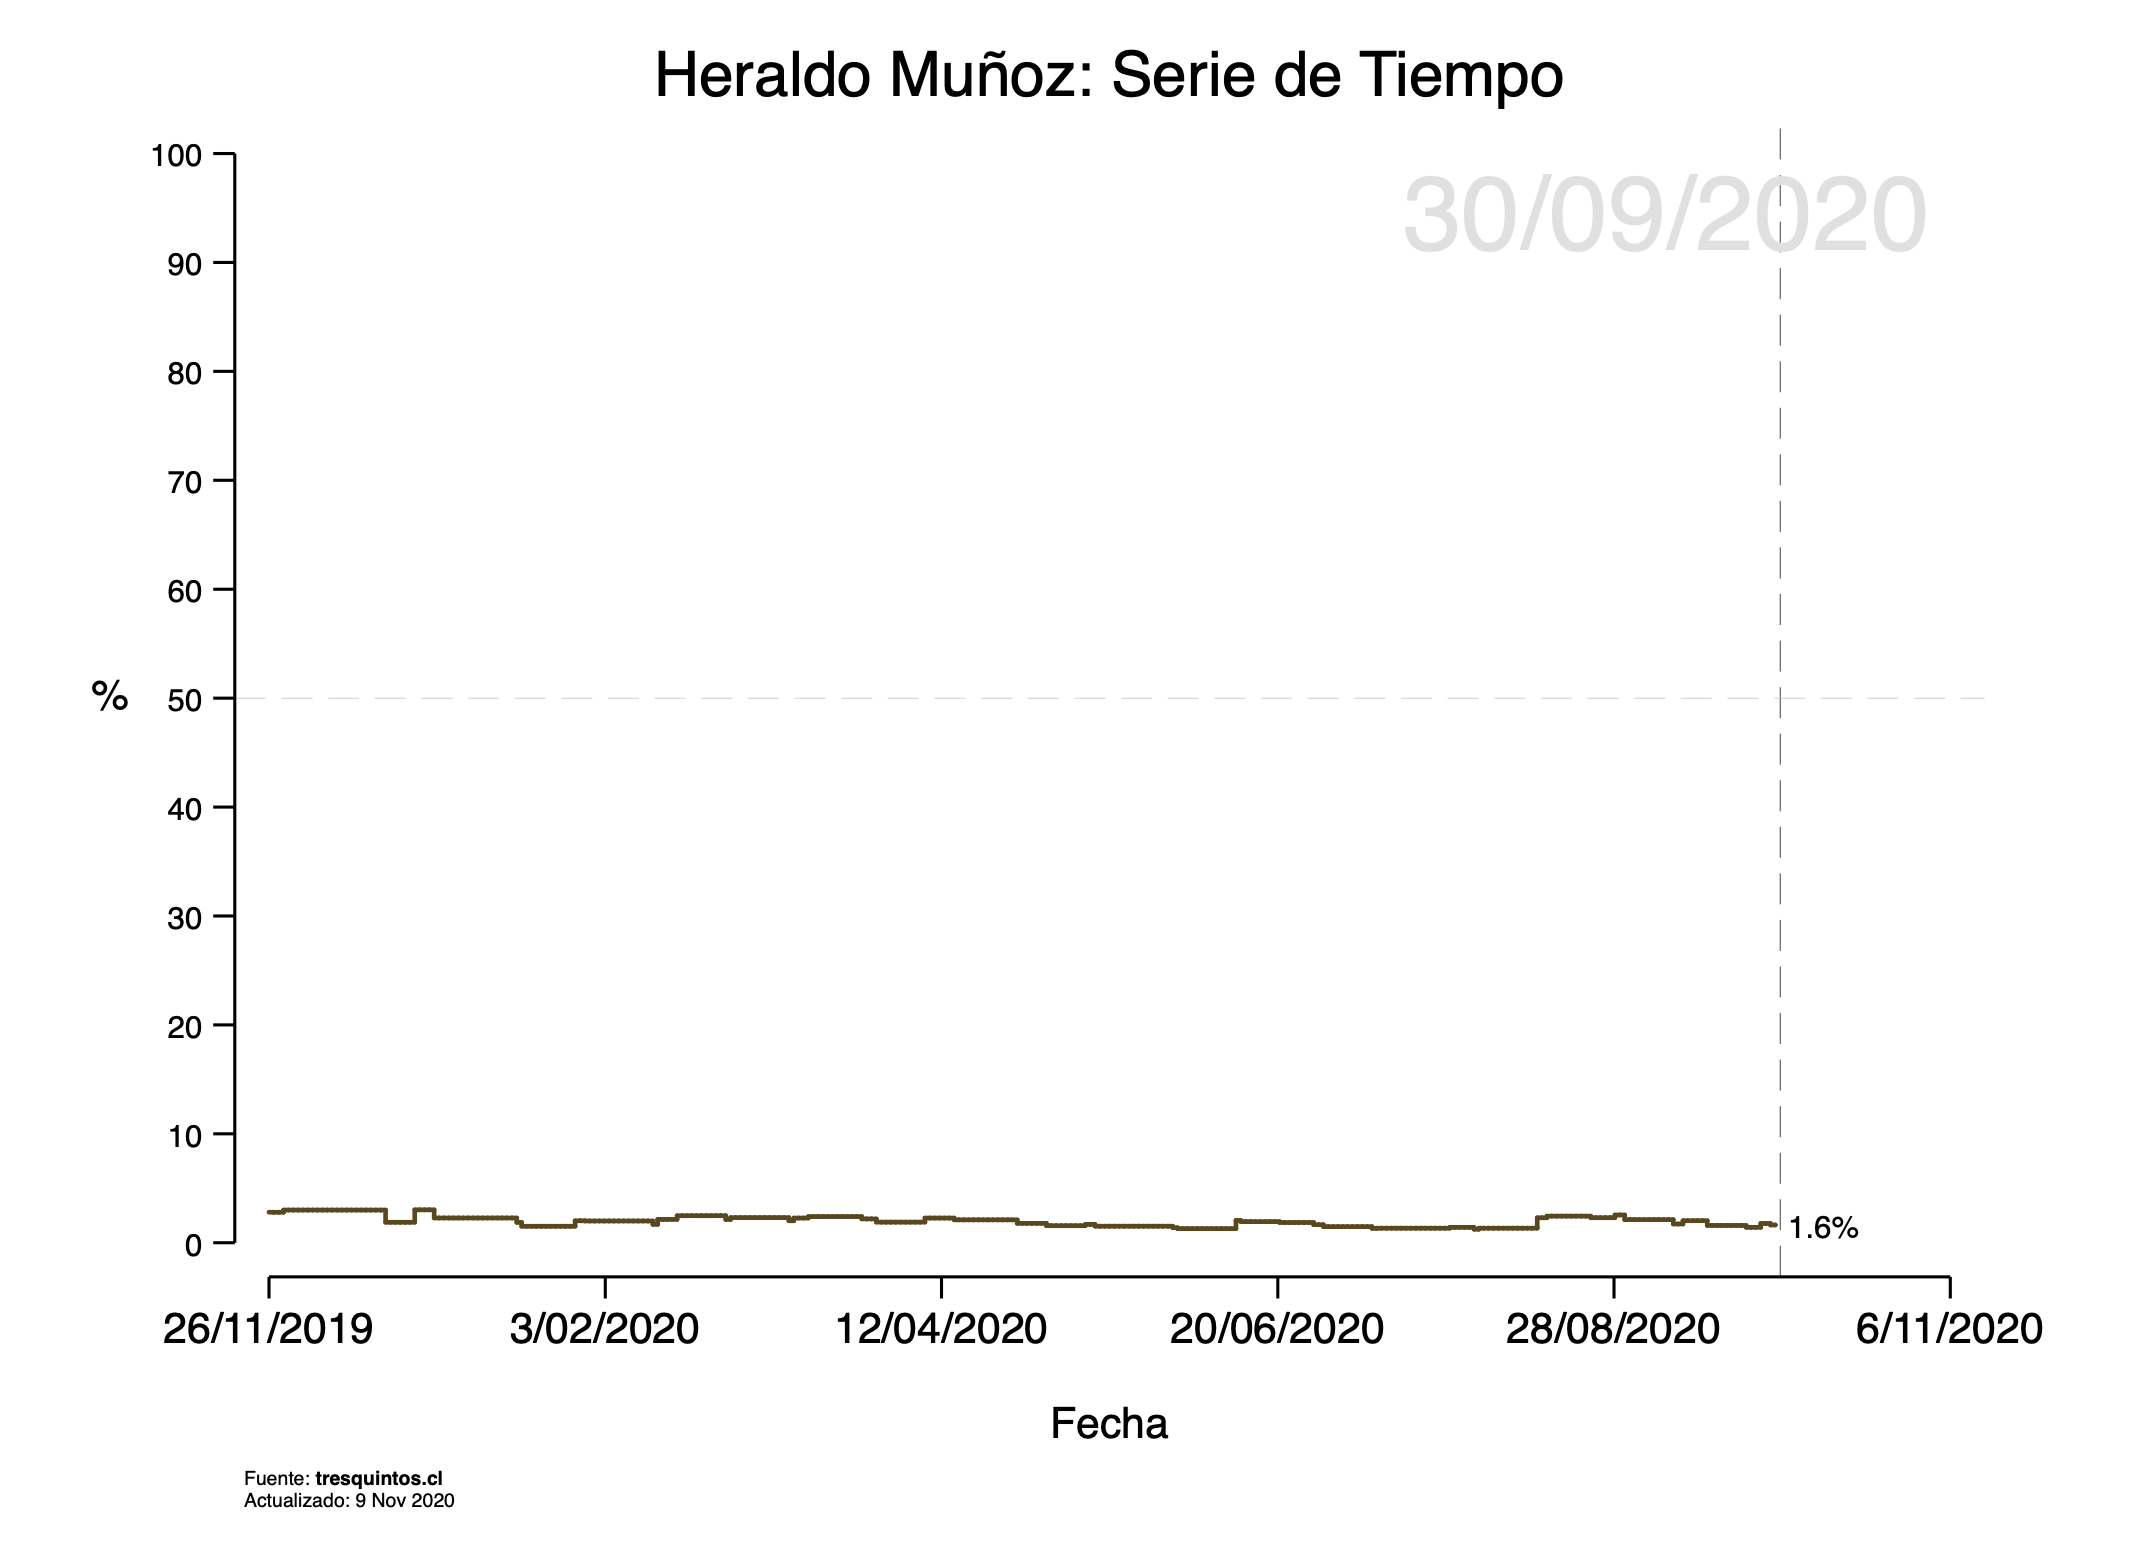 Heraldo Muñoz: Serie de Tiempo
30/09/2020
100
90
80
70
60
50
40
30
20
10
0
%
1.6%
26/11/2019 3/02/2020 12/04/2020 20/06/2020 28/08/2020 6/11/2020
Fecha
Fuente: tresquintos.cl
Actualizado: 9 Nov 2020